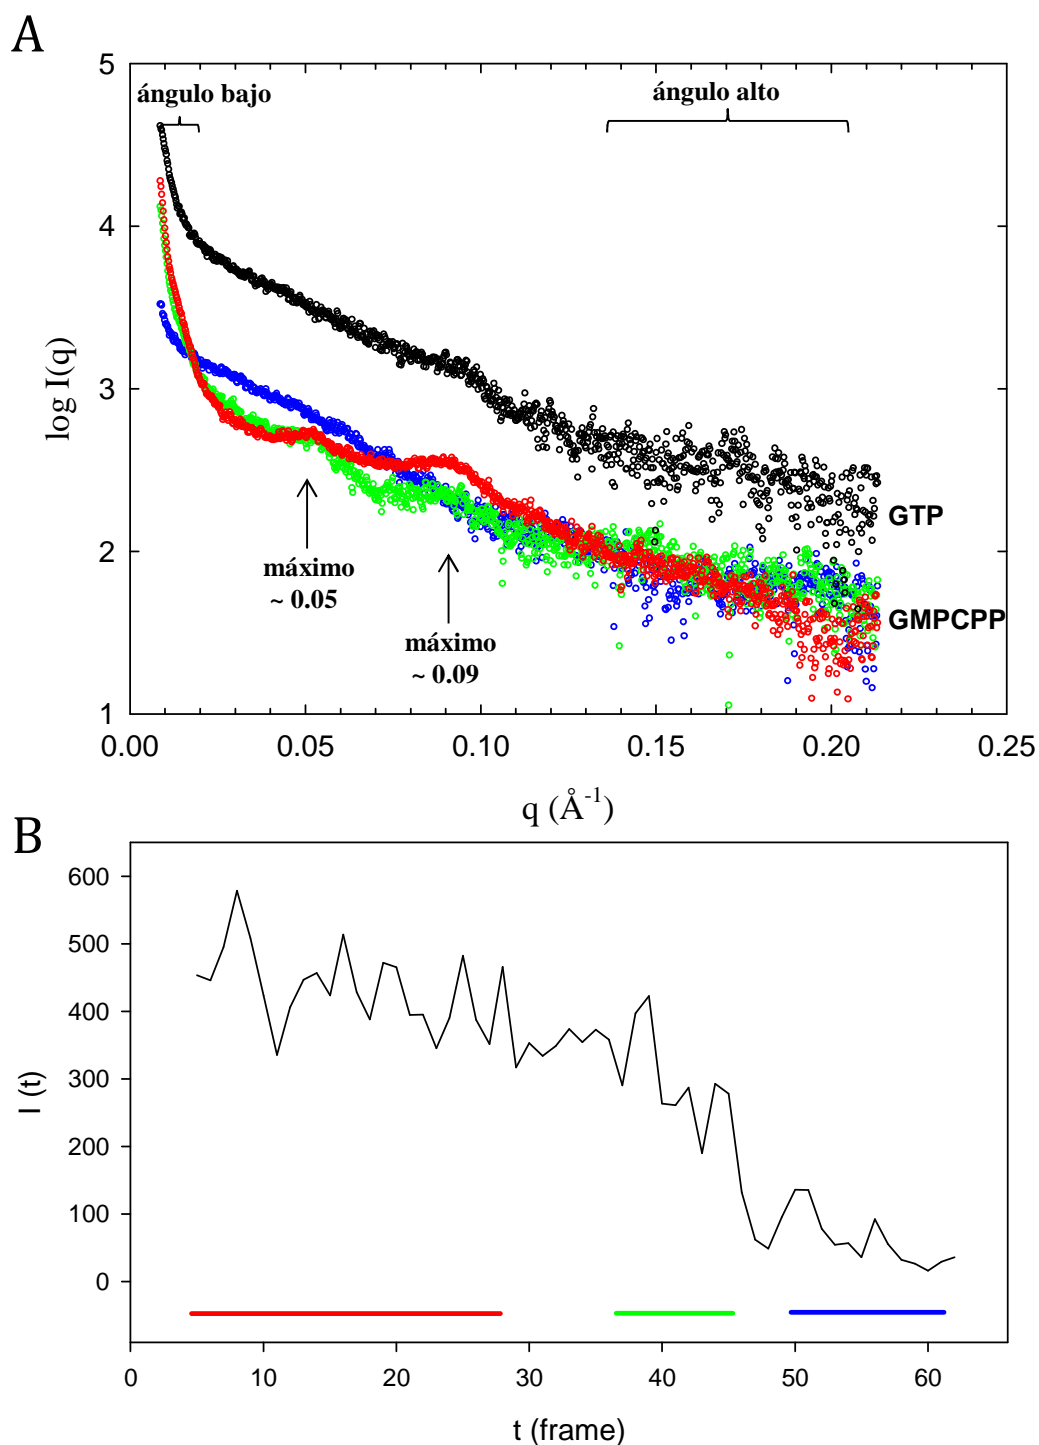 A
5
ángulo bajo
ángulo alto
4
log I(q)
3
GTP
2
máximo
~ 0.05
máximo
~ 0.09
GMPCPP
1
0.00 0.05 0.10 0.15 0.20 0.25
q (Å-1)
B
600
500
400
300
I (t)
200
100
0
0 10 20 30 40 50 60
t (frame)